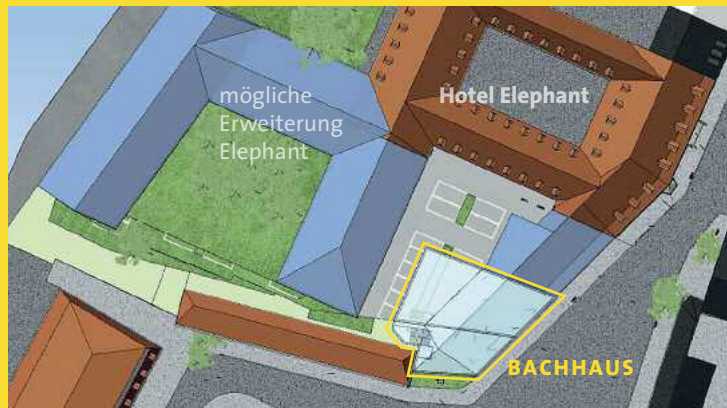 mögliche
Erweiterung
Elephant
Hotel Elephant
BACHHAUS